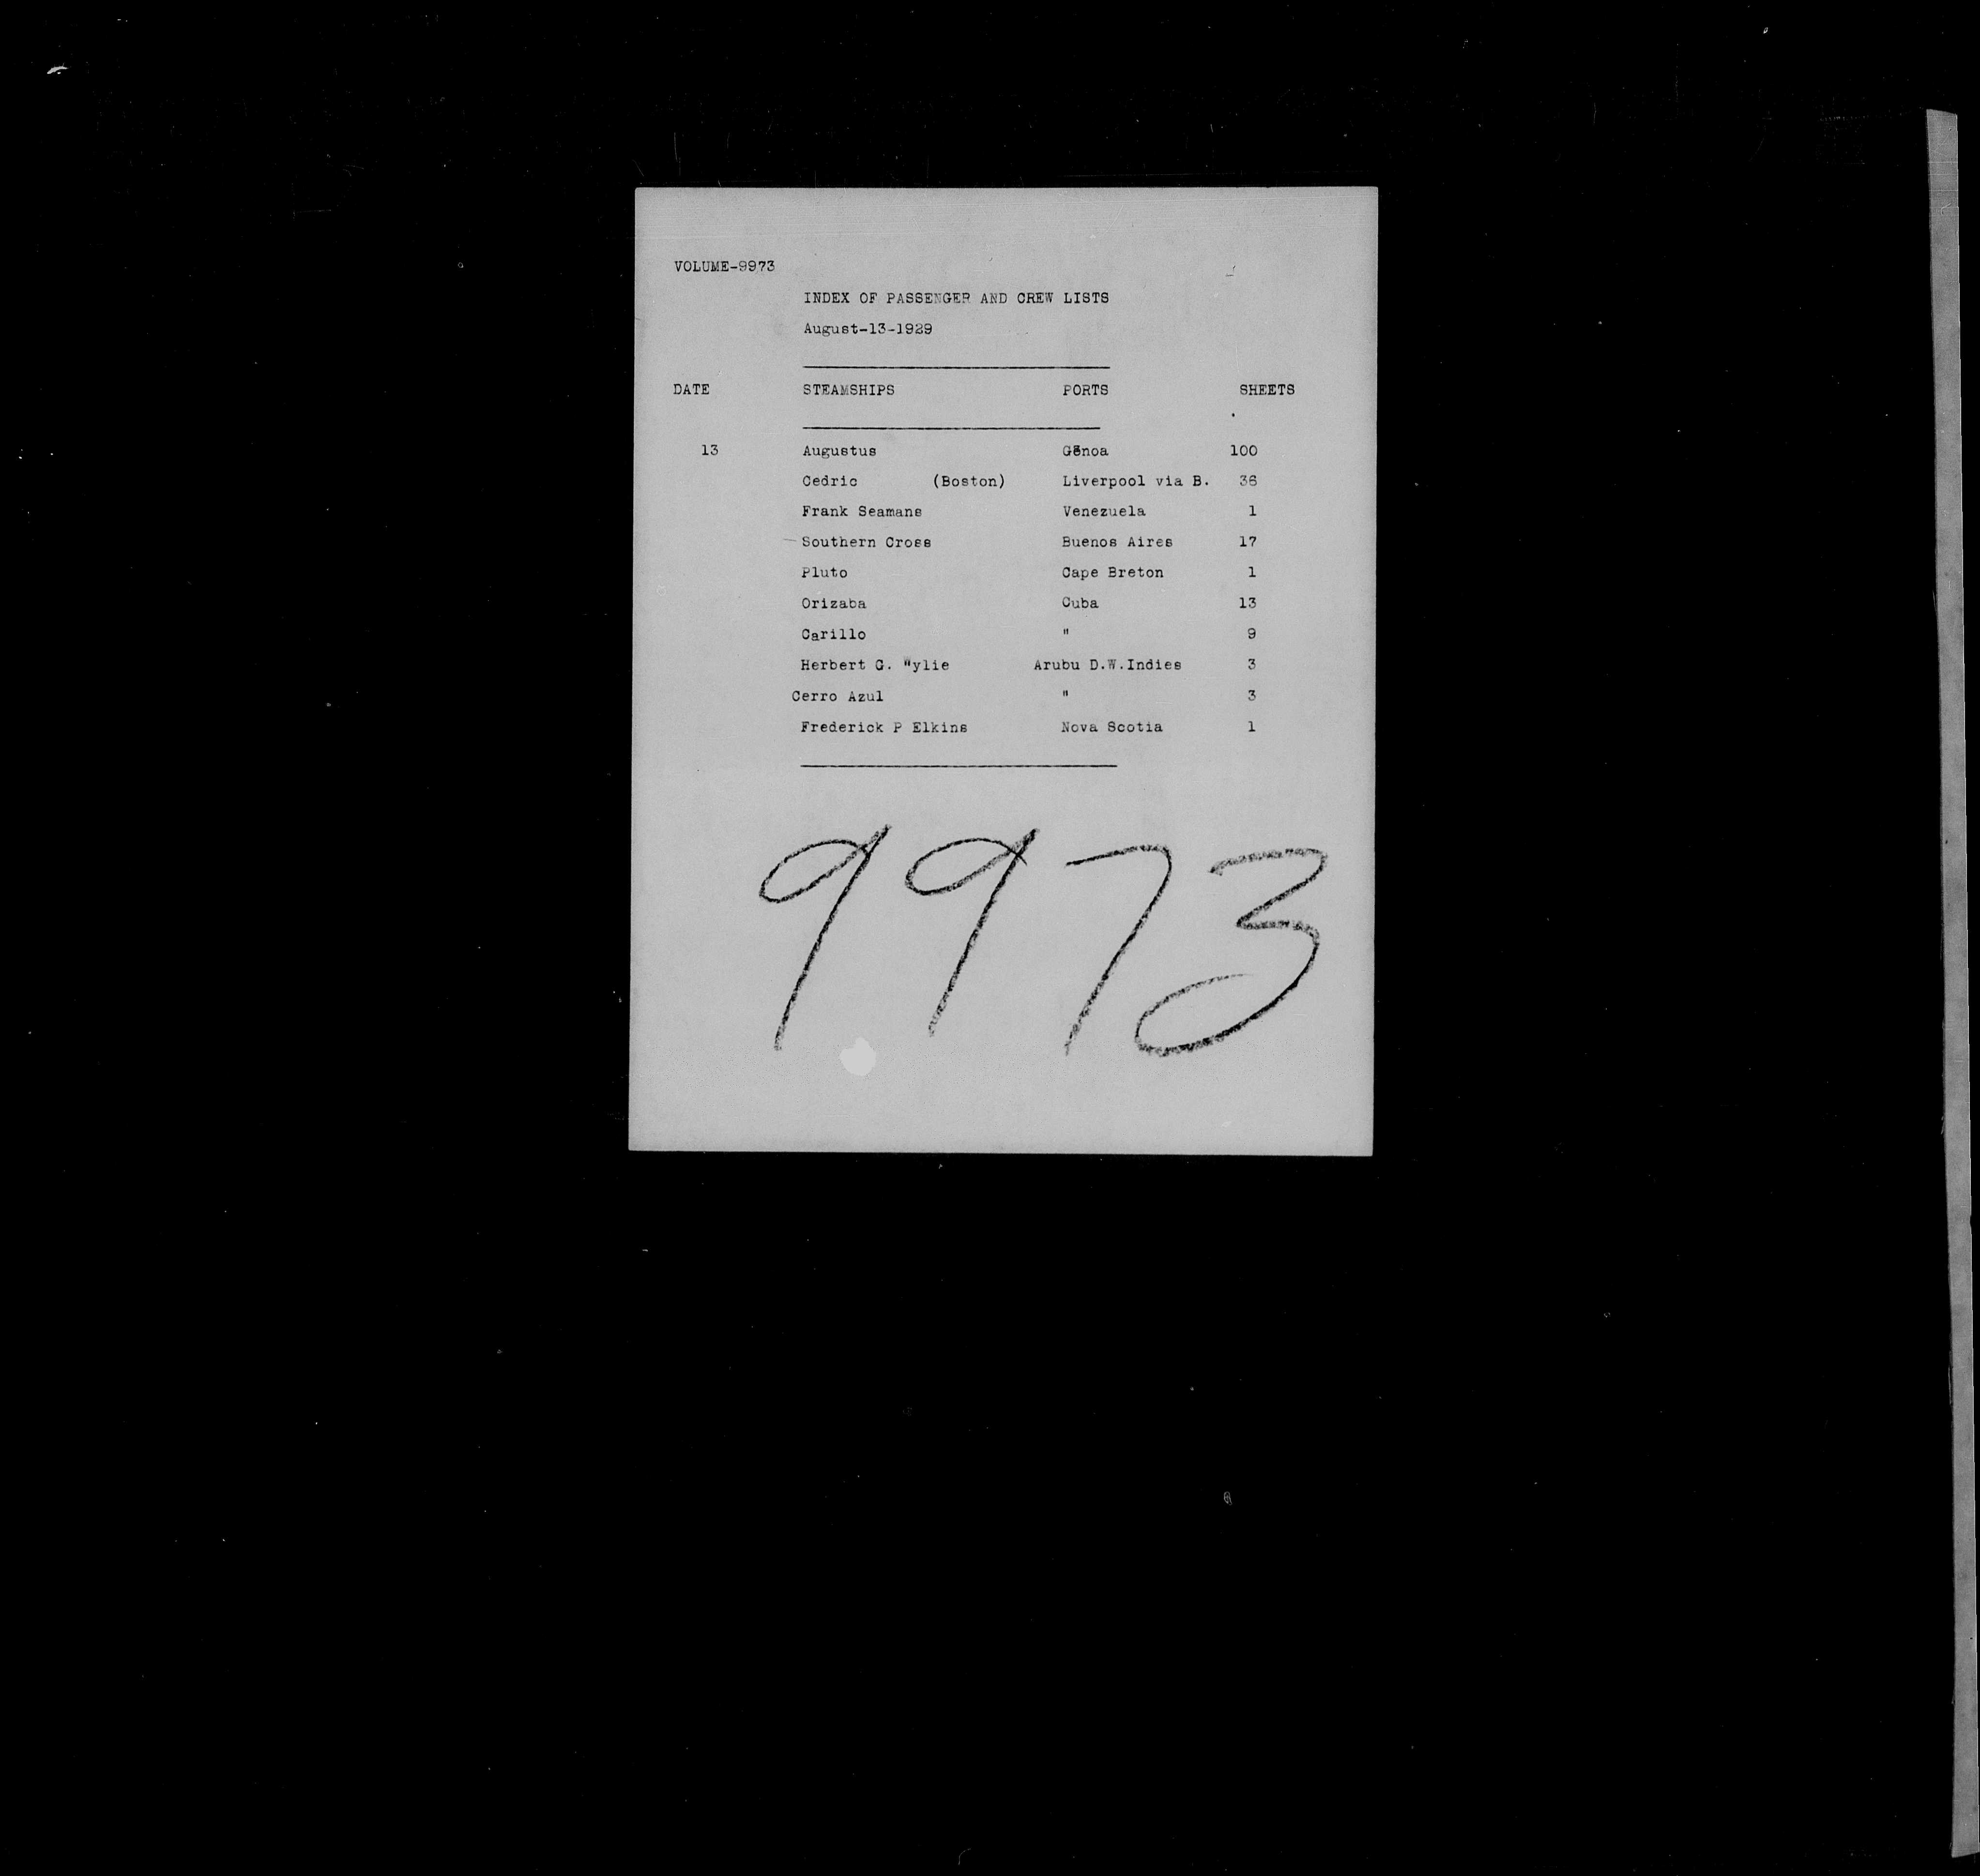 VOLUME-9973
INDEX OF PASSENGER AND CREW LISTS
August-13-1929
DATE STEAMSHIPS PORTS SHEETS
13 Augustus Genoa 100
Cedric (Boston) Liverpool via B. 36
Frank Seamans Venezuela 1
Southern Cross Buenos Aires 17
Pluto Cape Breton 1
Orizaba Cuba 13
Carillo " 9
Herbert G. Wylie Arubu D.W.Indies 3
Cerro Azul " 3
Frederick P Elkins Nova Scotia 1
9973